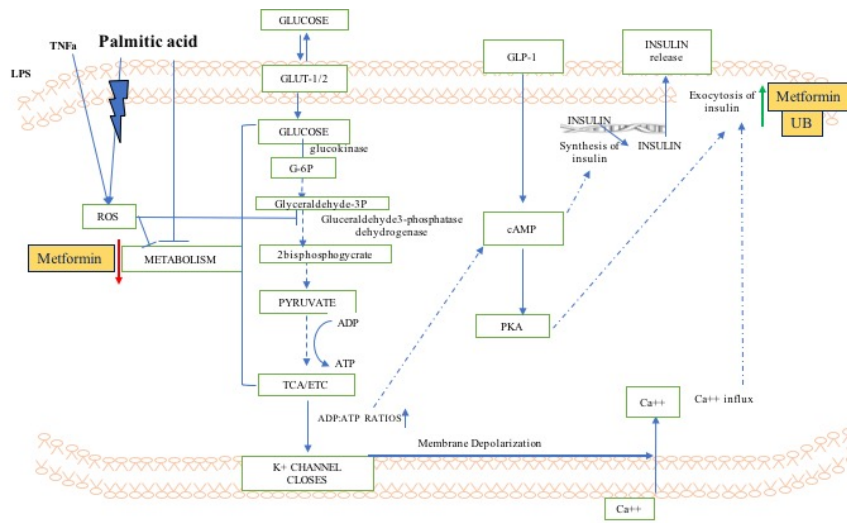 GLUCOSE
TNFa
Palmitic acid
LPS
GLUT-1/2
GLP-1
INSULIN
release
Exocytosis of
insulin
Metformin
UB
GLUCOSE
glucokinase
G-6P
INSULIN
Synthesis of
insulin
INSULIN
Glyceraldehyde-3P
Gluceraldehyde3-phosphatase
dehydrogenase
ROS
cAMP
Metformin
METABOLISM
2bisphosphogycrate
PYRUVATE
ADP
ATP
PKA
TCA/ETC
ADP:ATP RATIOS
Ca++
Ca++ influx
Membrane Depolarization
K+ CHANNEL
CLOSES
Ca++